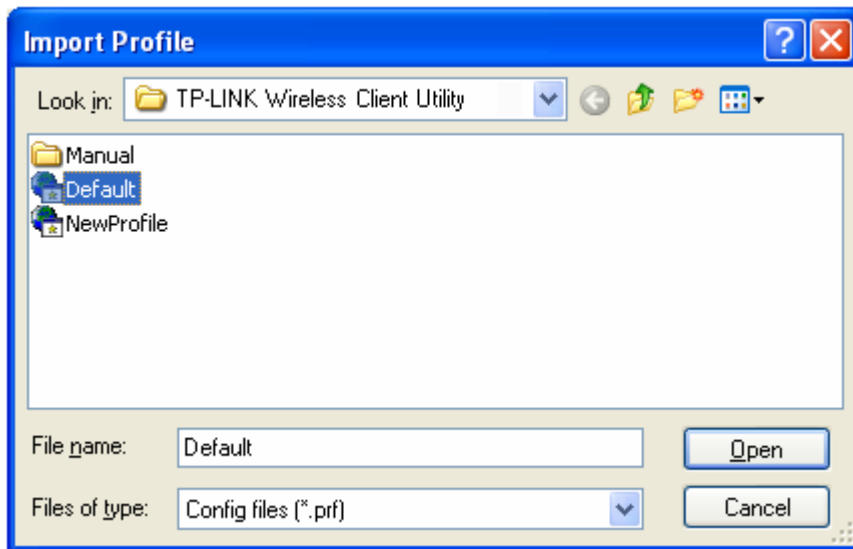 Import Profile
Look in: TP-LINK Wireless Client Utility
Manual
Default
NewProfile
File name: Default Open
Files of type: Config files (*.prf) Cancel